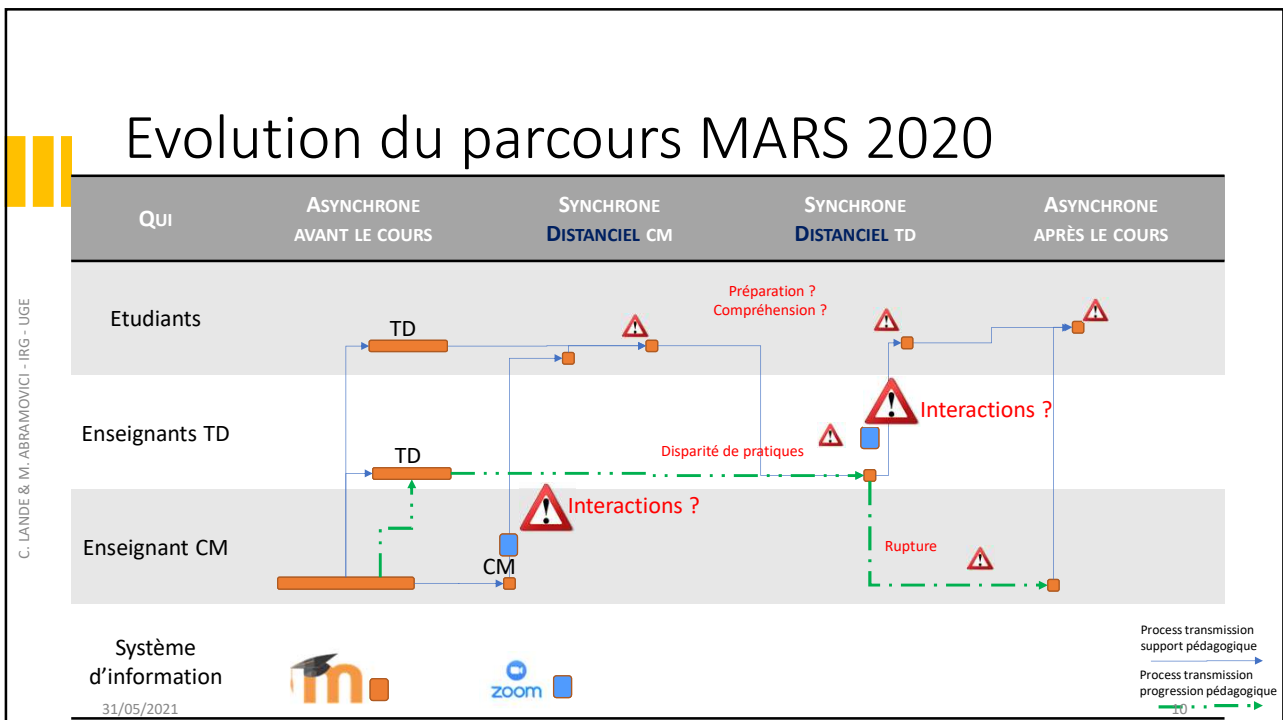 Evolution du parcours MARS 2020
QUI
ASYNCHRONE
AVANT LE COURS
SYNCHRONE
DISTANCIEL CM
SYNCHRONE
DISTANCIEL TD
ASYNCHRONE
APRÈS LE COURS
C. LANDE & M. ABRAMOVICI - IRG - UGE
Etudiants
TD
Préparation ?
Compréhension ?
Enseignants TD
TD
Disparité de pratiques
Interactions ?
Enseignant CM
CM
Interactions ?
Rupture
Système
d'information
m
zoom
Process transmission
support pédagogique
Process transmission
progression pédagogique
31/05/2021
10